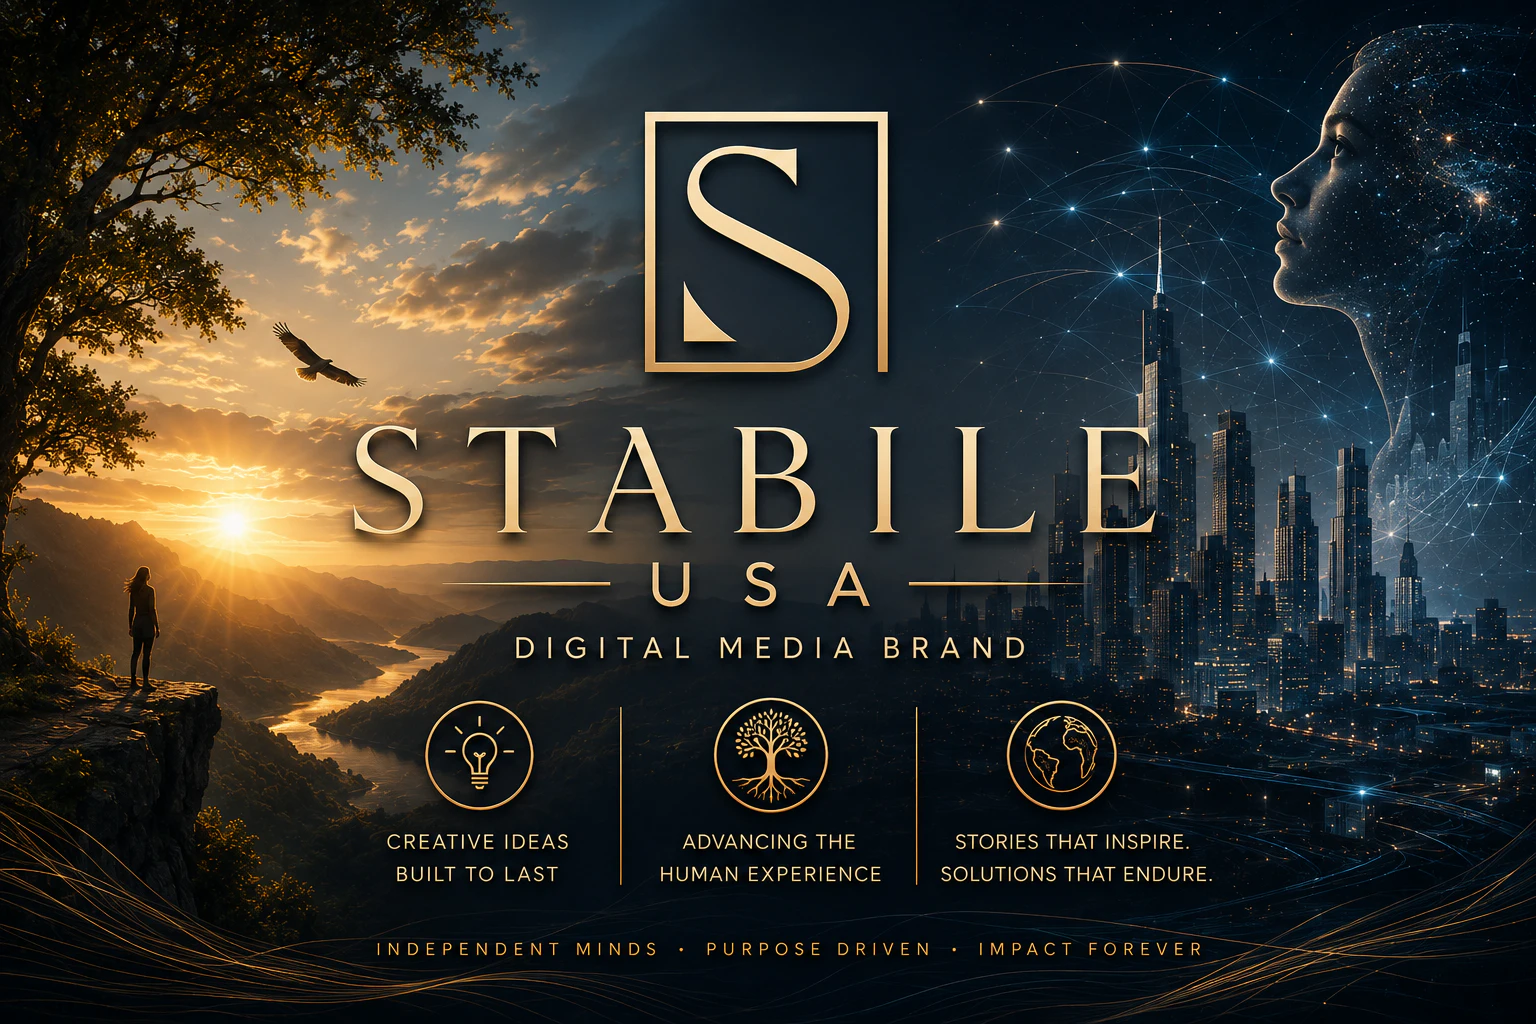 S
STABILE
USA
DIGITAL MEDIA BRAND
CREATIVE IDEAS
BUILT TO LAST
ADVANCING THE
HUMAN EXPERIENCE
STORIES THAT INSPIRE.
SOLUTIONS THAT ENDURE.
INDEPENDENT MINDS • PURPOSE DRIVEN • IMPACT FOREVER